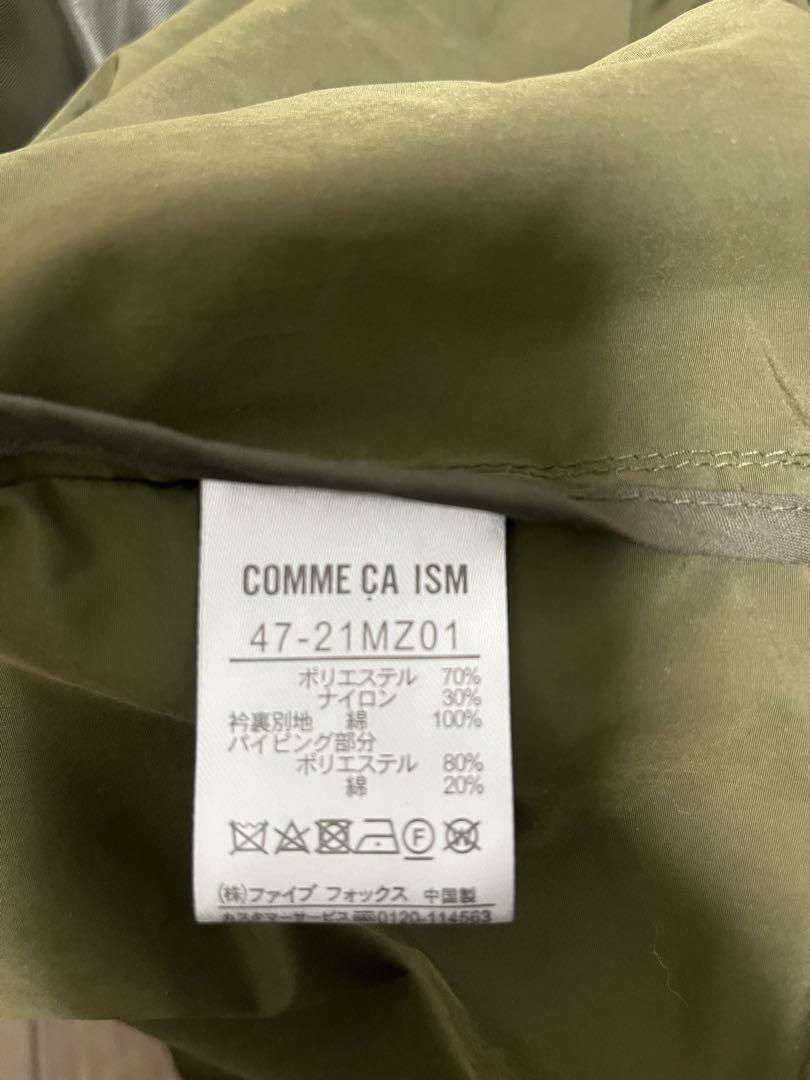 COMME ÇA ISM
47-21MZ01
ポリエステル 70%
ナイロン 30%
衿裏別地 綿 100%
パイピング部分
ポリエステル 80%
綿 20%
F
W
(株)ファイブ フォックス 中国製
カスタマーサービス 0120-114563